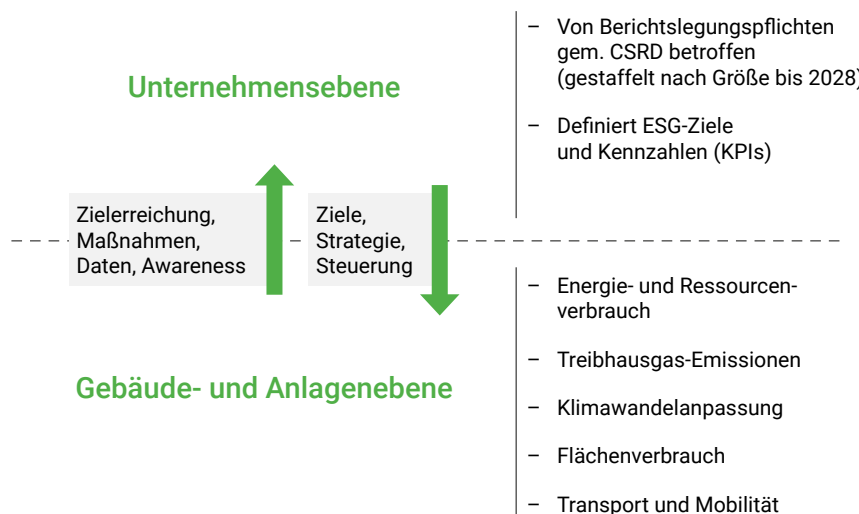 Unternehmensebene
– Von Berichtslegungspflichten
gem. CSRD betroffen
(gestaffelt nach Größe bis 2028)
– Definiert ESG-Ziele
und Kennzahlen (KPIs)
Zielerreichung,
Maßnahmen,
Daten, Awareness
Ziele,
Strategie,
Steuerung
Gebäude- und Anlagenebene
– Energie- und Ressourcen-
verbrauch
– Treibhausgas-Emissionen
– Klimawandelanpassung
– Flächenverbrauch
– Transport und Mobilität